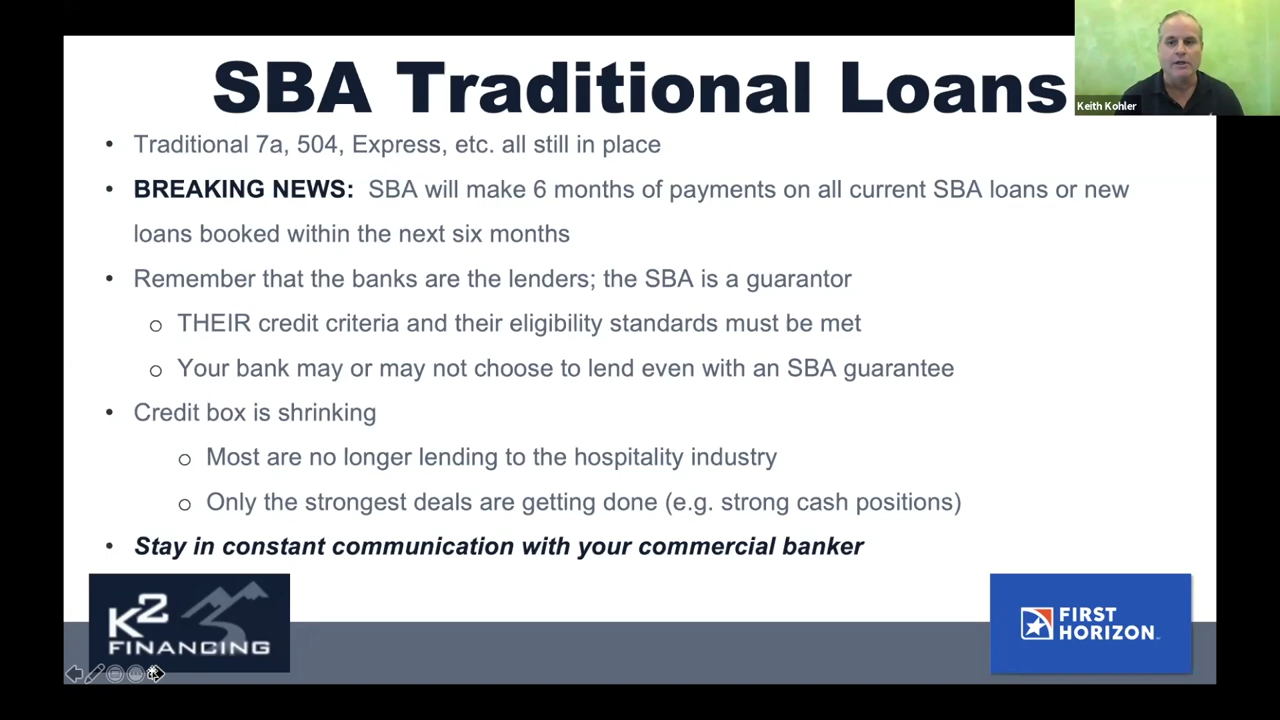 SBA Traditional Loans
Keith Kohler
• Traditional 7a, 504, Express, etc. all still in place
• BREAKING NEWS: SBA will make 6 months of payments on all current SBA loans or new
loans booked within the next six months
• Remember that the banks are the lenders; the SBA is a guarantor
o THEIR credit criteria and their eligibility standards must be met
o Your bank may or may not choose to lend even with an SBA guarantee
• Credit box is shrinking
o Most are no longer lending to the hospitality industry
o Only the strongest deals are getting done (e.g. strong cash positions)
• Stay in constant communication with your commercial banker
K2
FINANCING
FIRST
HORIZON